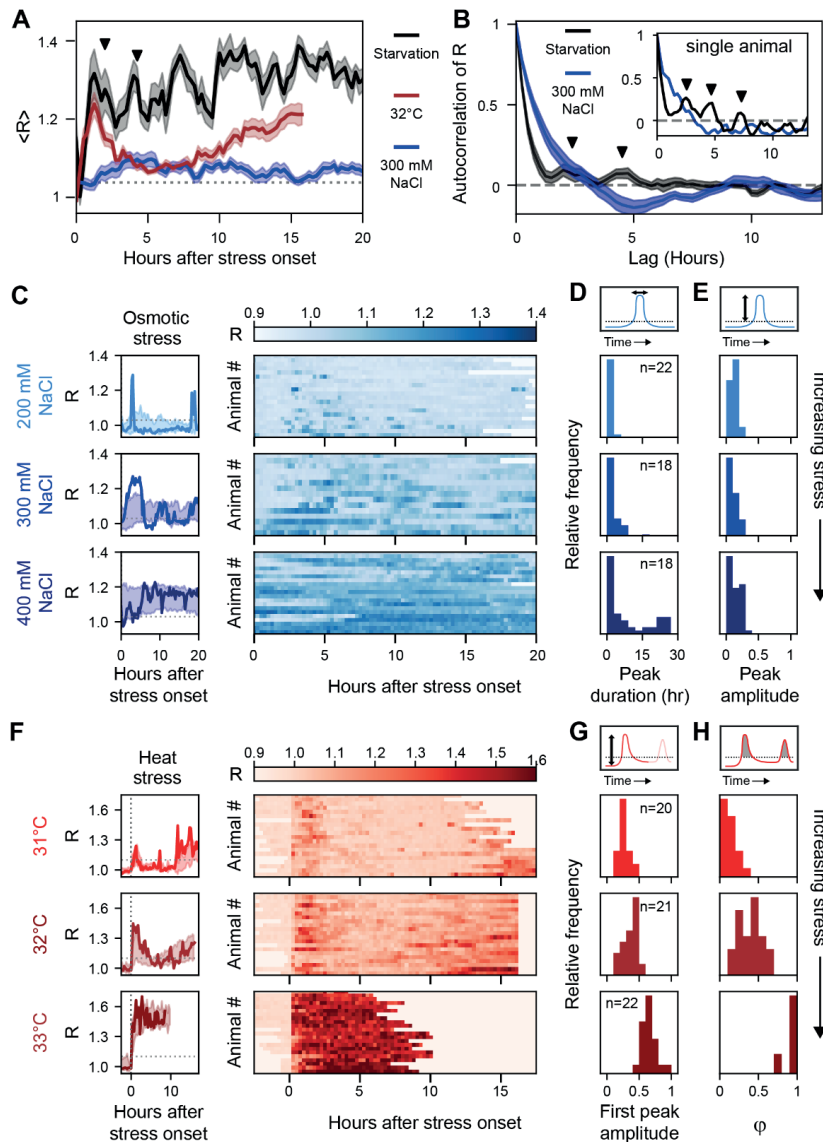 A
1.4
1.2
1
<R>
0
5
10
15
20
Hours after stress onset
Starvation
32°C
300 mM
NaCl
B
1
0.5
0
Autocorrelation of R
0
5
10
Lag (Hours)
Starvation
300 mM
NaCl
single animal
1
0
0
5
10
C
Osmotic
stress
0.9
1.0
1.1
1.2
1.3
1.4
R
200 mM
NaCl
R
1.4
1.2
1.0
Animal #
300 mM
NaCl
R
1.4
1.2
1.0
Animal #
400 mM
NaCl
R
1.4
1.2
1.0
Animal #
0
10
20
Hours after
stress onset
0
5
10
15
20
Hours after stress onset
D
Time
n=22
n=18
n=18
Relative frequency
0
15
30
Peak
duration (hr)
E
Time
0
0.5
1
Peak
amplitude
Increasing stress
F
Heat
stress
0.9
1.0
1.1
1.2
1.3
1.4
1.5
1.6
R
31°C
R
1.6
1.3
1.0
Animal #
32°C
R
1.6
1.3
1.0
Animal #
33°C
R
1.6
1.3
1.0
Animal #
0
10
Hours after
stress onset
0
5
10
15
Hours after stress onset
G
Time
n=20
n=21
n=22
Relative frequency
0
0.5
1
First peak
amplitude
H
Time
0
0.5
1
φ
Increasing stress